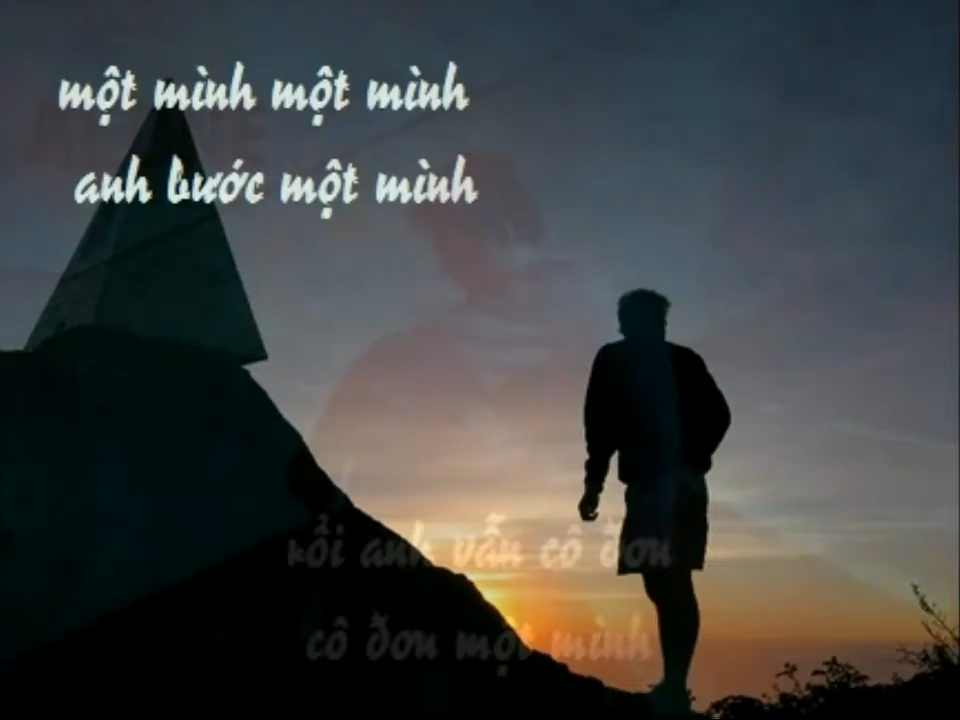 một mình một mình
anh bước một mình
rồi anh vẫn cô đơn
cô đơn một mình